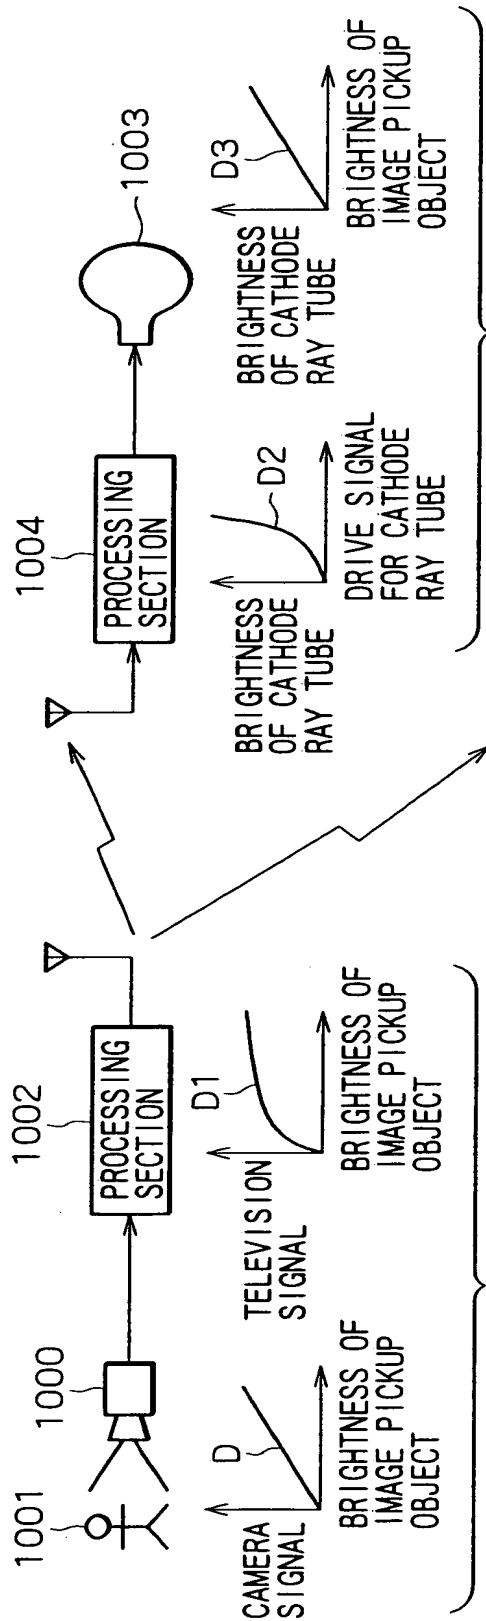 1001
1000
1002
PROCESSING
SECTION
1004
PROCESSING
SECTION
1003
CAMERA
SIGNAL
D
BRIGHTNESS OF
IMAGE PICKUP
OBJECT
TELEVISION
SIGNAL
D1
BRIGHTNESS OF
IMAGE PICKUP
OBJECT
BRIGHTNESS
OF CATHODE
RAY TUBE
D2
DRIVE SIGNAL
FOR CATHODE
RAY TUBE
BRIGHTNESS
OF CATHODE
RAY TUBE
D3
BRIGHTNESS OF
IMAGE PICKUP
OBJECT